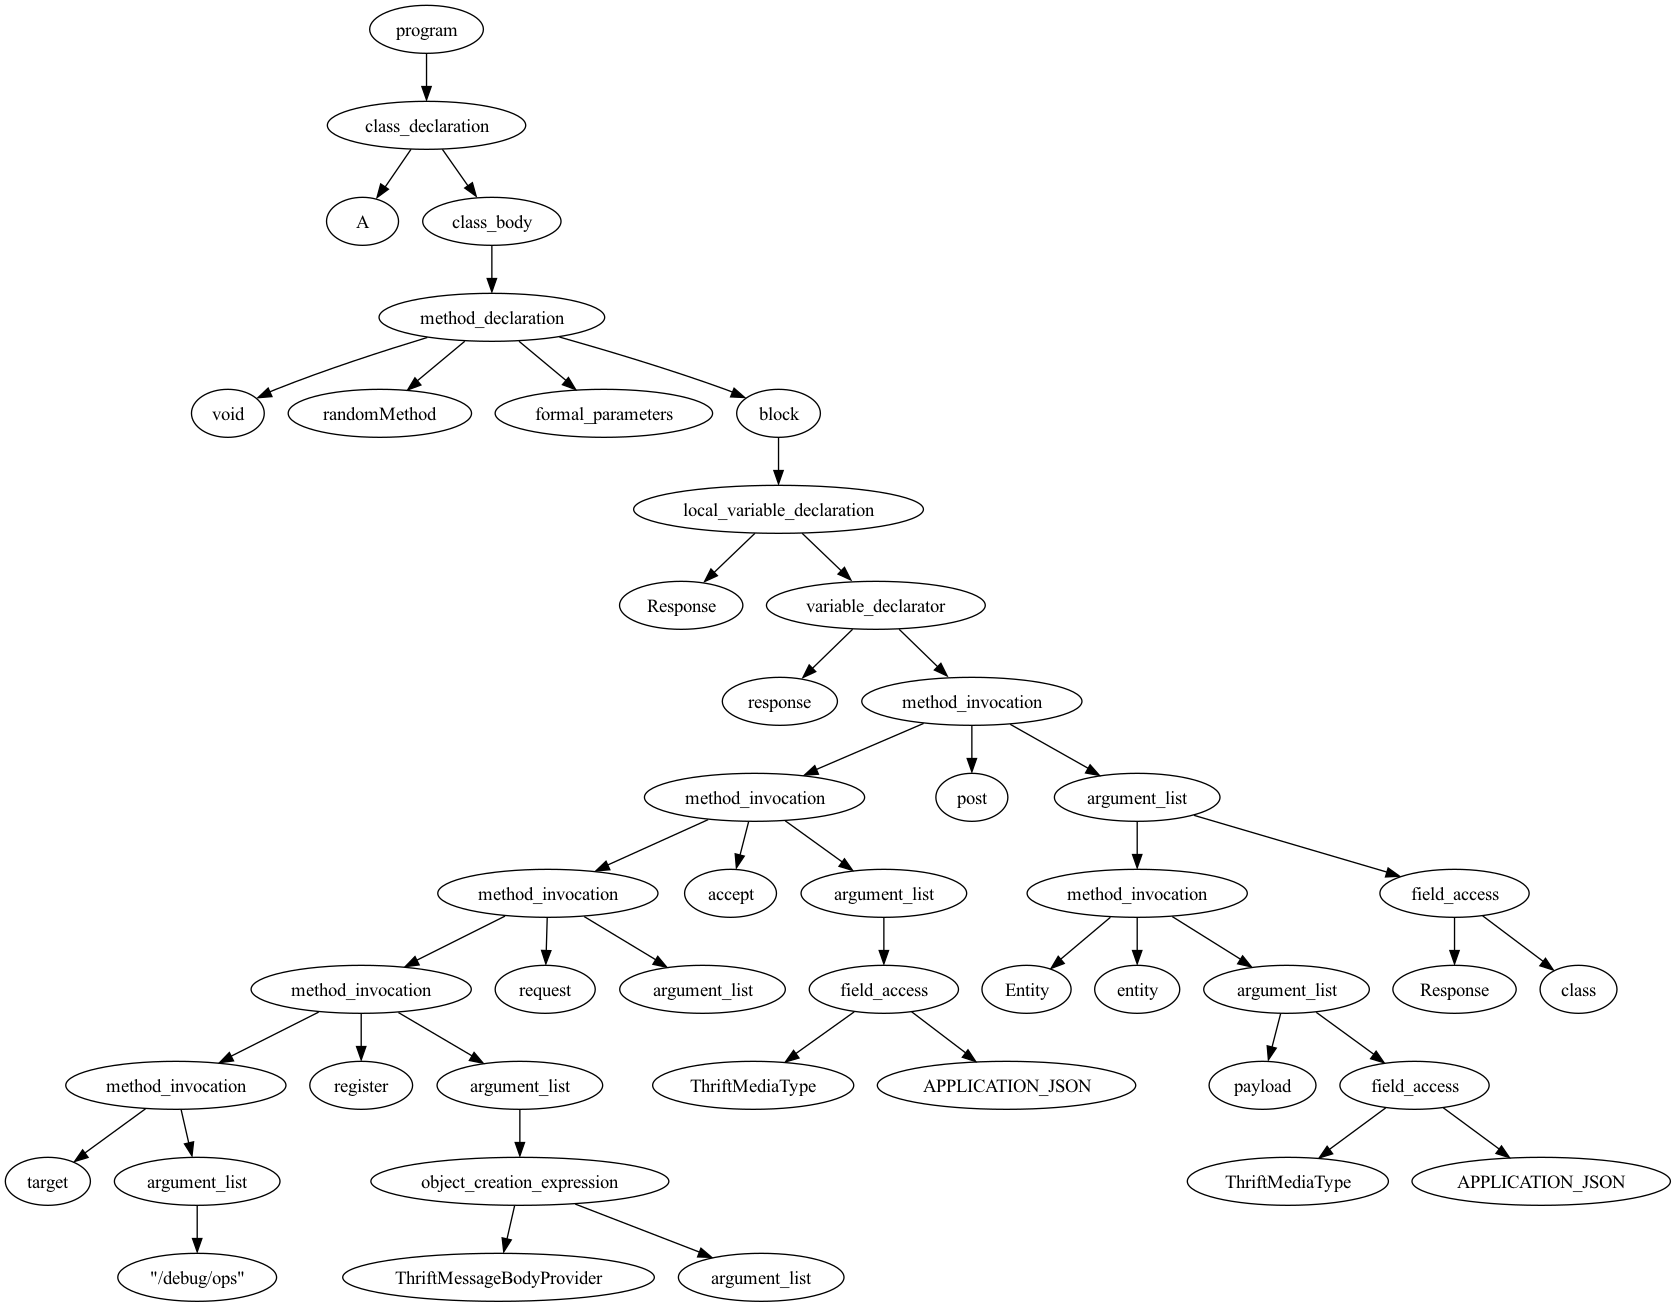 program
class_declaration
A
class_body
method_declaration
void
randomMethod
formal_parameters
block
local_variable_declaration
Response
variable_declarator
response
method_invocation
method_invocation
post
argument_list
method_invocation
accept
argument_list
method_invocation
field_access
method_invocation
request
argument_list
field_access
Entity
entity
argument_list
Response
class
method_invocation
register
argument_list
ThriftMediaType
APPLICATION_JSON
payload
field_access
target
argument_list
object_creation_expression
ThriftMediaType
APPLICATION_JSON
"/debug/ops"
ThriftMessageBodyProvider
argument_list